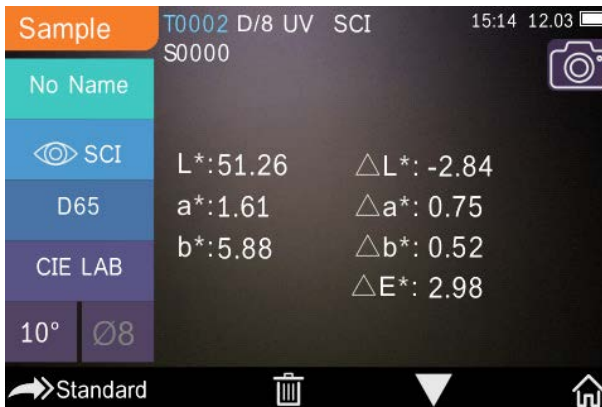 Sample
T0002 D/8 UV SCI 15:14 12.03
S0000
No Name
SCI
D65
CIE LAB
10° Ø8
L*:51.26 △L*: -2.84
a*:1.61 △a*: 0.75
b*:5.88 △b*: 0.52
△E*: 2.98
Standard